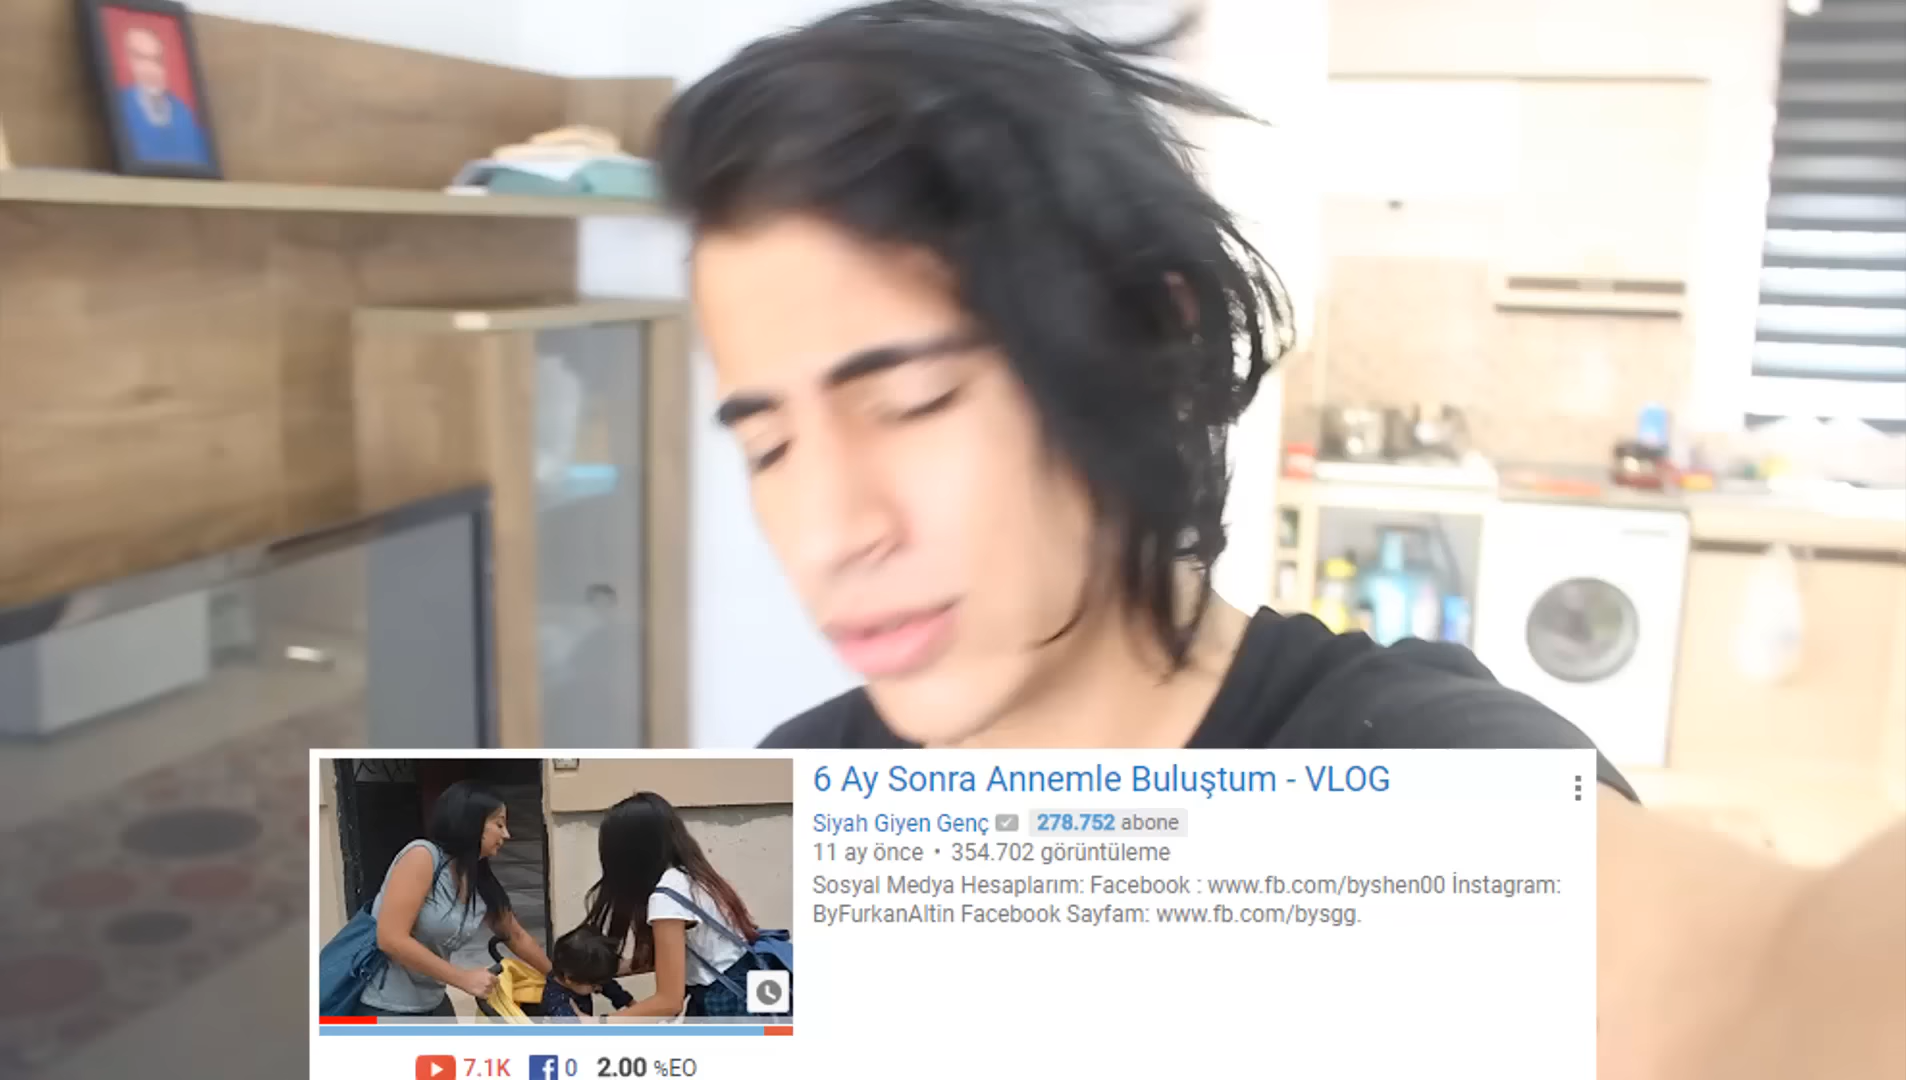 6 Ay Sonra Annemle Buluştum - VLOG
Siyah Giyen Genç 278.752 abone
11 ay önce • 354.702 görüntüleme
Sosyal Medya Hesaplarım: Facebook : www.fb.com/byshen00 İnstagram:
ByFurkanAltin Facebook Sayfam: www.fb.com/bysgg.
7.1K f 0 2.00 %EO